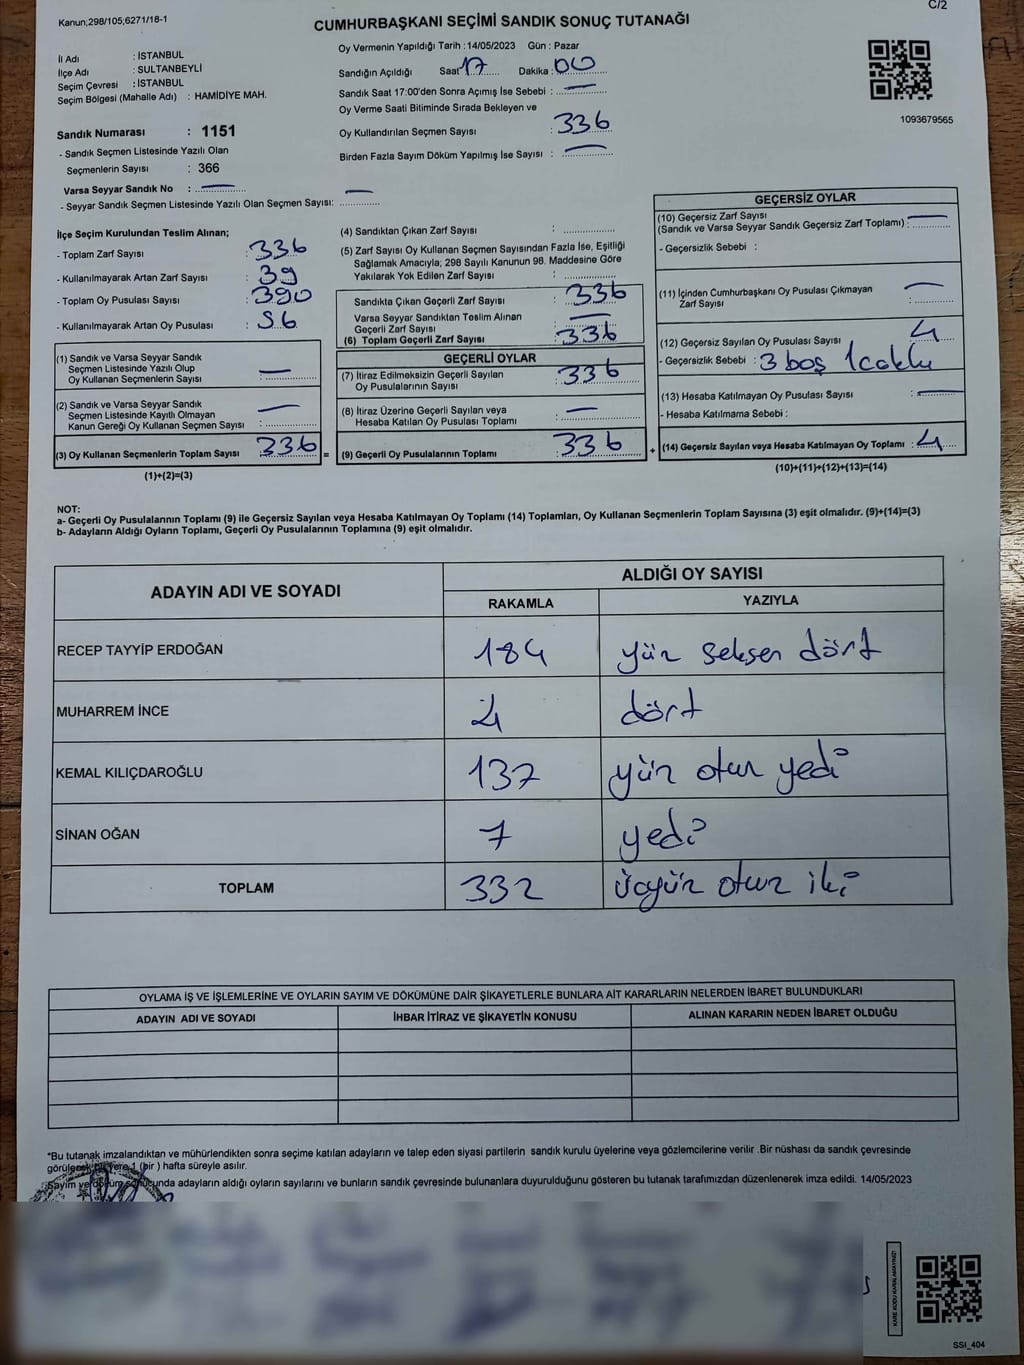 Kanun;298/105;6271/18-1
C/2
CUMHURBAŞKANI SEÇİMİ SANDIK SONUÇ TUTANAĞI
İl Adı : İSTANBUL
İlçe Adı : SULTANBEYLİ
Seçim Çevresi : İSTANBUL
Seçim Bölgesi (Mahalle Adı) : HAMİDİYE MAH.
Sandık Numarası : 1151
- Sandık Seçmen Listesinde Yazılı Olan
Seçmenlerin Sayısı : 366
Varsa Seyyar Sandık No : —
- Seyyar Sandık Seçmen Listesinde Yazılı Olan Seçmen Sayısı: —
Oy Vermenin Yapıldığı Tarih : 14/05/2023 Gün : Pazar
Sandığın Açıldığı Saat 17 Dakika : 00
Sandık Saat 17:00'den Sonra Açımış İse Sebebi : —
Oy Verme Saati Bitiminde Sırada Bekleyen ve
Oy Kullandırılan Seçmen Sayısı : 336
Birden Fazla Sayım Döküm Yapılmış İse Sayısı : —
1093679565
İlçe Seçim Kurulundan Teslim Alınan;
- Toplam Zarf Sayısı : 336
- Kullanılmayarak Artan Zarf Sayısı : 39
- Toplam Oy Pusulası Sayısı : 390
- Kullanılmayarak Artan Oy Pusulası : 56
(1) Sandık ve Varsa Seyyar Sandık
Seçmen Listesinde Yazılı Olup
Oy Kullanan Seçmenlerin Sayısı : —
(2) Sandık ve Varsa Seyyar Sandık
Seçmen Listesinde Kayıtlı Olmayan
Kanun Gereği Oy Kullanan Seçmen Sayısı : —
(3) Oy Kullanan Seçmenlerin Toplam Sayısı : 336 =
(1)+(2)=(3)
(4) Sandıktan Çıkan Zarf Sayısı :
(5) Zarf Sayısı Oy Kullanan Seçmen Sayısından Fazla İse, Eşitliği
Sağlamak Amacıyla; 298 Sayılı Kanunun 98. Maddesine Göre
Yakılarak Yok Edilen Zarf Sayısı :
Sandıkta Çıkan Geçerli Zarf Sayısı : 336
Varsa Seyyar Sandıktan Teslim Alınan
Geçerli Zarf Sayısı : —
(6) Toplam Geçerli Zarf Sayısı : 336
GEÇERLİ OYLAR
(7) İtiraz Edilmeksizin Geçerli Sayılan
Oy Pusulalarının Sayısı : 336
(8) İtiraz Üzerine Geçerli Sayılan veya
Hesaba Katılan Oy Pusulası Toplamı : —
(9) Geçerli Oy Pusulalarının Toplamı : 336 +
GEÇERSİZ OYLAR
(10) Geçersiz Zarf Sayısı
(Sandık ve Varsa Seyyar Sandık Geçersiz Zarf Toplamı) : —
- Geçersizlik Sebebi :
(11) İçinden Cumhurbaşkanı Oy Pusulası Çıkmayan
Zarf Sayısı : —
(12) Geçersiz Sayılan Oy Pusulası Sayısı : 4
- Geçersizlik Sebebi : 3 boş 1
(13) Hesaba Katılmayan Oy Pusulası Sayısı : —
- Hesaba Katılmama Sebebi :
(14) Geçersiz Sayılan veya Hesaba Katılmayan Oy Toplamı : 4
(10)+(11)+(12)+(13)=(14)
NOT:
a- Geçerli Oy Pusulalarının Toplamı (9) ile Geçersiz Sayılan veya Hesaba Katılmayan Oy Toplamı (14) Toplamları, Oy Kullanan Seçmenlerin Toplam Sayısına (3) eşit olmalıdır. (9)+(14)=(3)
b- Adayların Aldığı Oyların Toplamı, Geçerli Oy Pusulalarının Toplamına (9) eşit olmalıdır.
ADAYIN ADI VE SOYADI ALDIĞI OY SAYISI
RAKAMLA YAZIYLA
RECEP TAYYİP ERDOĞAN 184 yüz seksen dört
MUHARREM İNCE 4 dört
KEMAL KILIÇDAROĞLU 137 yüz otuz yedi
SİNAN OĞAN 7 yedi
TOPLAM 332 üçyüz otuz iki
OYLAMA İŞ VE İŞLEMLERİNE VE OYLARIN SAYIM VE DÖKÜMÜNE DAİR ŞİKAYETLERLE BUNLARA AİT KARARLARIN NELERDEN İBARET BULUNDUKLARI
ADAYIN ADI VE SOYADI İHBAR İTİRAZ VE ŞİKAYETİN KONUSU ALINAN KARARIN NEDEN İBARET OLDUĞU
*Bu tutanak imzalandıktan ve mühürlendikten sonra seçime katılan adayların ve talep eden siyasi partilerin sandık kurulu üyelerine veya gözlemcilerine verilir .Bir nüshası da sandık çevresinde
görülecek bir yere 1 (bir ) hafta süreyle asılır.
Sayım ve döküm sonucunda adayların aldığı oyların sayılarını ve bunların sandık çevresinde bulunanlara duyurulduğunu gösteren bu tutanak tarafımızdan düzenlenerek imza edildi. 14/05/2023
KARE KODU KARALAMAYINIZ!
SSI_404